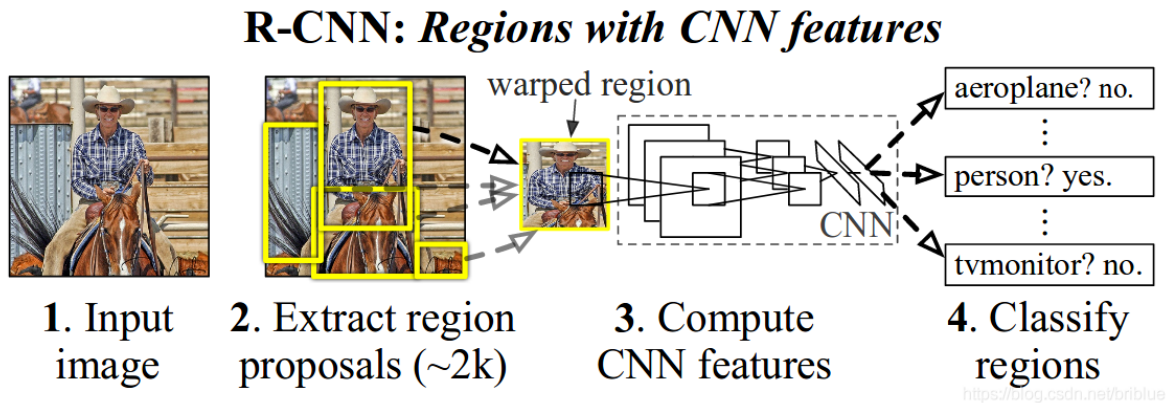 R-CNN: Regions with CNN features
warped region
aeroplane? no.
⋮
person? yes.
⋮
tvmonitor? no.
CNN
1. Input
image
2. Extract region
proposals (~2k)
3. Compute
CNN features
4. Classify
regions
https://blog.csdn.net/briblue